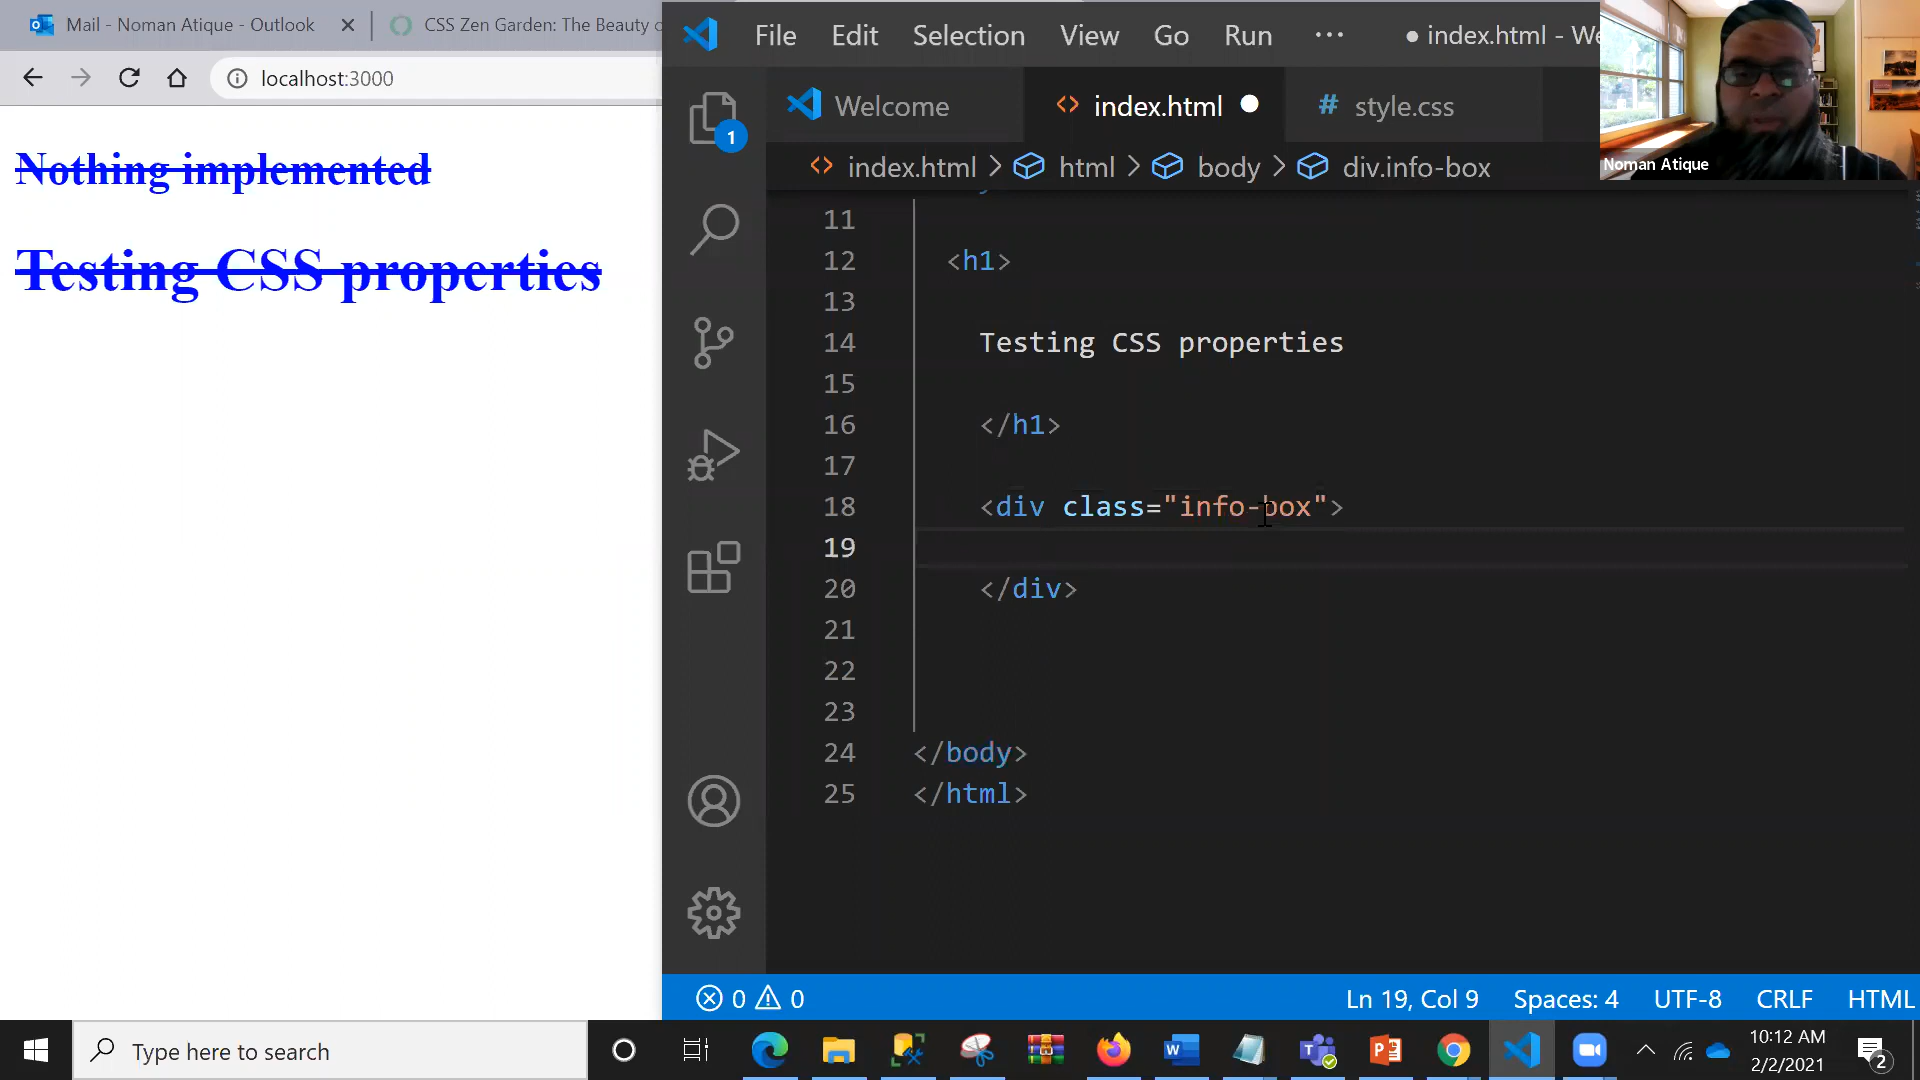 Mail - Noman Atique - Outlook
CSS Zen Garden: The Beauty o
localhost:3000
Nothing implemented
Testing CSS properties
File Edit Selection View Go Run ··· ● index.html - We
Welcome
index.html
# style.css
index.html > html > body > div.info-box
1
11
12 <h1>
13
14 Testing CSS properties
15
16 </h1>
17
18 <div class="info-box">
19
20 </div>
21
22
23
24 </body>
25 </html>
Noman Atique
0 0
Ln 19, Col 9 Spaces: 4 UTF-8 CRLF HTML
Type here to search
10:12 AM
2/2/2021
2